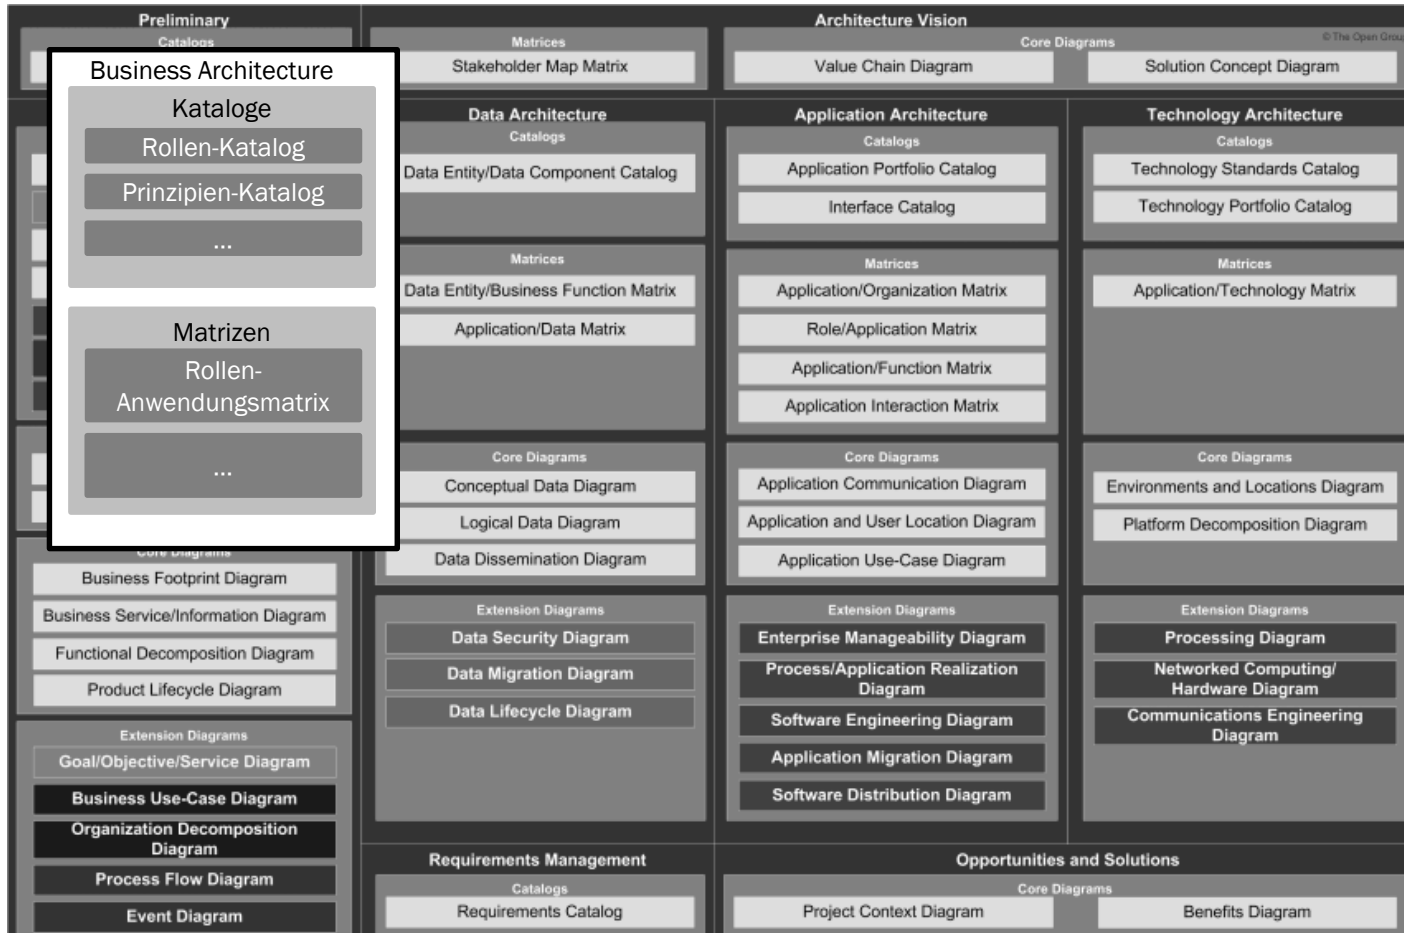 Preliminary
Catalogs
Architecture Vision
Matrices
Stakeholder Map Matrix
Core Diagrams
© The Open Group
Value Chain Diagram
Solution Concept Diagram
Business Architecture
Kataloge
Rollen-Katalog
Prinzipien-Katalog
...
Matrizen
Rollen-
Anwendungsmatrix
...
Core Diagrams
Business Footprint Diagram
Business Service/Information Diagram
Functional Decomposition Diagram
Product Lifecycle Diagram
Extension Diagrams
Goal/Objective/Service Diagram
Business Use-Case Diagram
Organization Decomposition
Diagram
Process Flow Diagram
Event Diagram
Data Architecture
Catalogs
Data Entity/Data Component Catalog
Matrices
Data Entity/Business Function Matrix
Application/Data Matrix
Core Diagrams
Conceptual Data Diagram
Logical Data Diagram
Data Dissemination Diagram
Extension Diagrams
Data Security Diagram
Data Migration Diagram
Data Lifecycle Diagram
Application Architecture
Catalogs
Application Portfolio Catalog
Interface Catalog
Matrices
Application/Organization Matrix
Role/Application Matrix
Application/Function Matrix
Application Interaction Matrix
Core Diagrams
Application Communication Diagram
Application and User Location Diagram
Application Use-Case Diagram
Extension Diagrams
Enterprise Manageability Diagram
Process/Application Realization
Diagram
Software Engineering Diagram
Application Migration Diagram
Software Distribution Diagram
Technology Architecture
Catalogs
Technology Standards Catalog
Technology Portfolio Catalog
Matrices
Application/Technology Matrix
Core Diagrams
Environments and Locations Diagram
Platform Decomposition Diagram
Extension Diagrams
Processing Diagram
Networked Computing/
Hardware Diagram
Communications Engineering
Diagram
Requirements Management
Catalogs
Requirements Catalog
Opportunities and Solutions
Core Diagrams
Project Context Diagram
Benefits Diagram